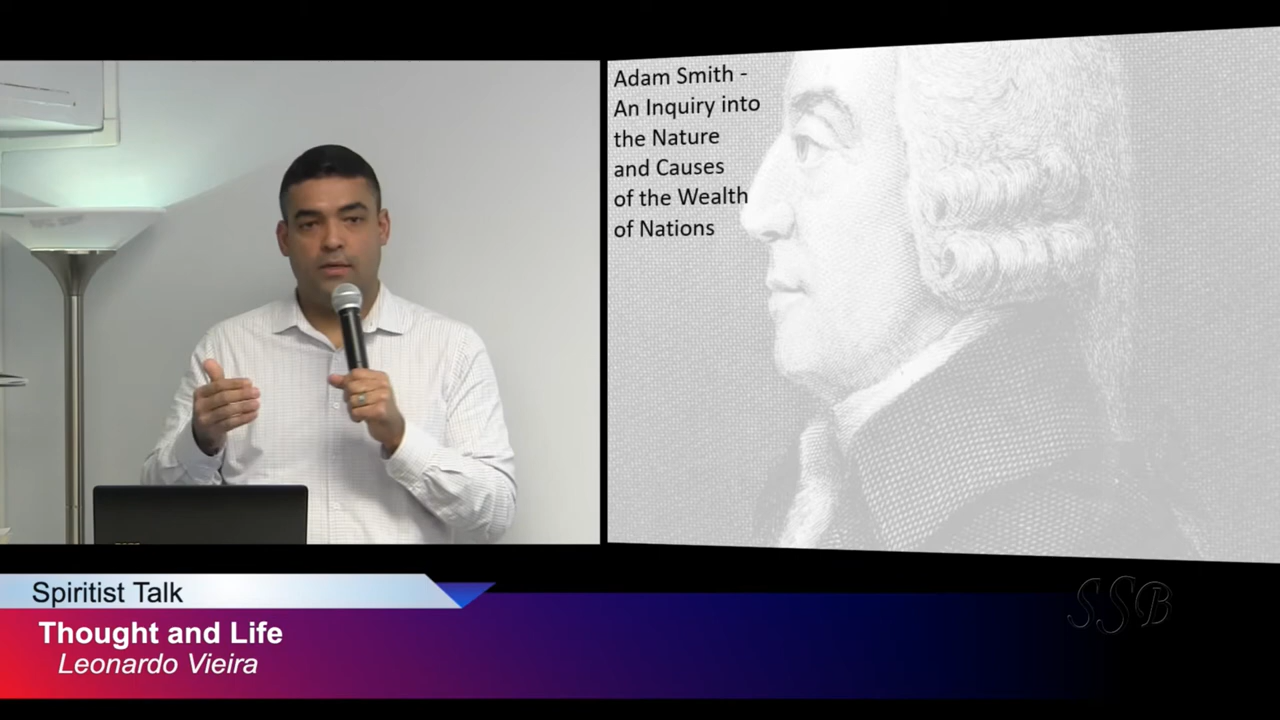 Adam Smith -
An Inquiry into
the Nature
and Causes
of the Wealth
of Nations
Spiritist Talk
Thought and Life
Leonardo Vieira
SSB